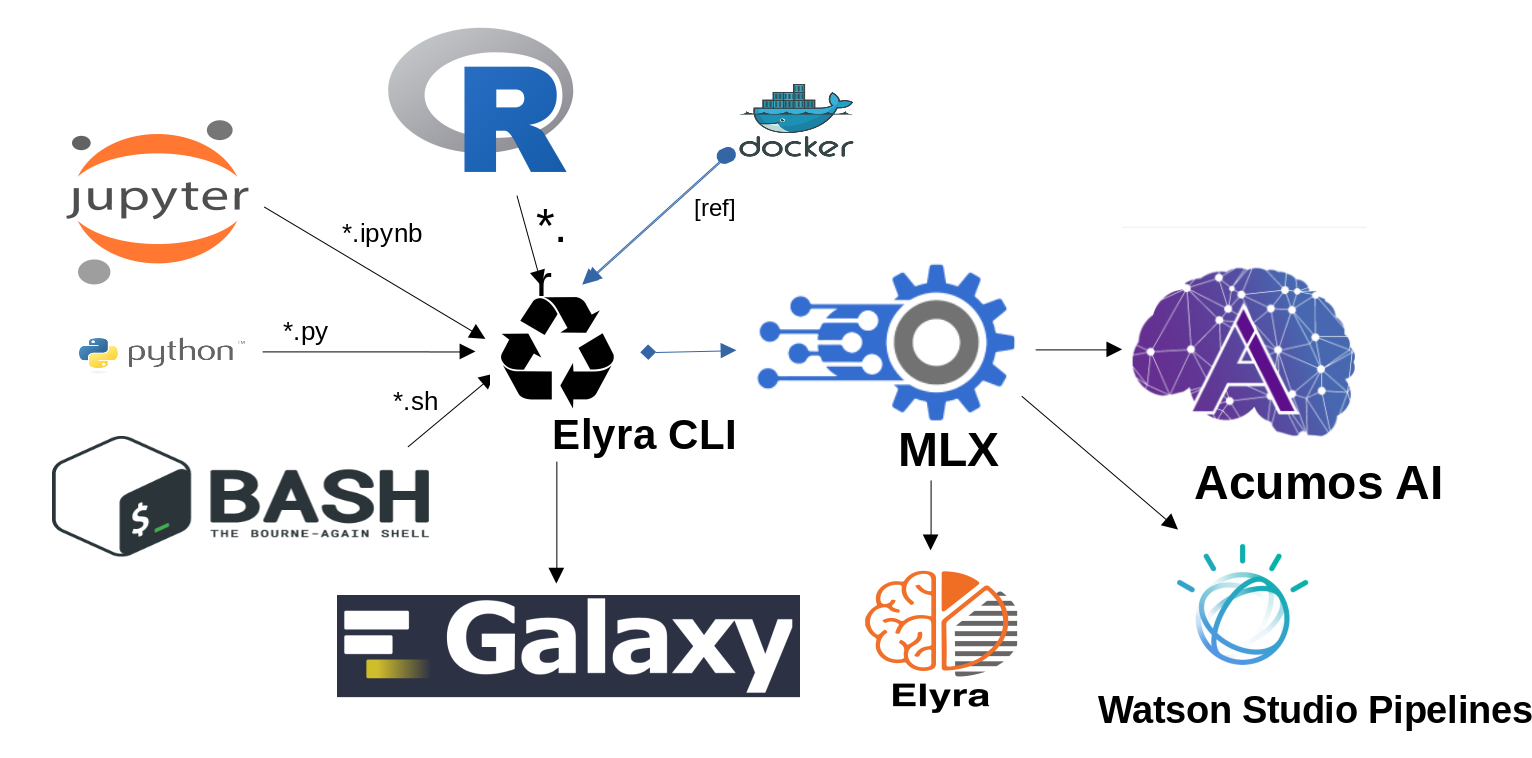 R
docker
[ref]
jupyter
*.ipynb
*.
r
*.py
python™
*.sh
Elyra CLI
MLX
A
Acumos AI
$_
BASH
THE BOURNE-AGAIN SHELL
Galaxy
Elyra
Watson Studio Pipelines